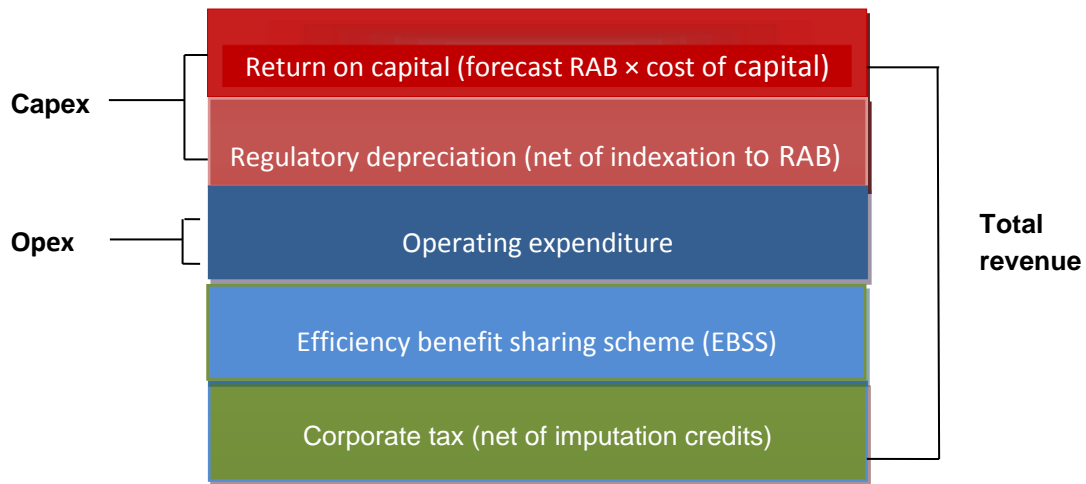 Return on capital (forecast RAB × cost of capital)
Capex
Regulatory depreciation (net of indexation to RAB)
Opex
Operating expenditure
Total
revenue
Efficiency benefit sharing scheme (EBSS)
Corporate tax (net of imputation credits)